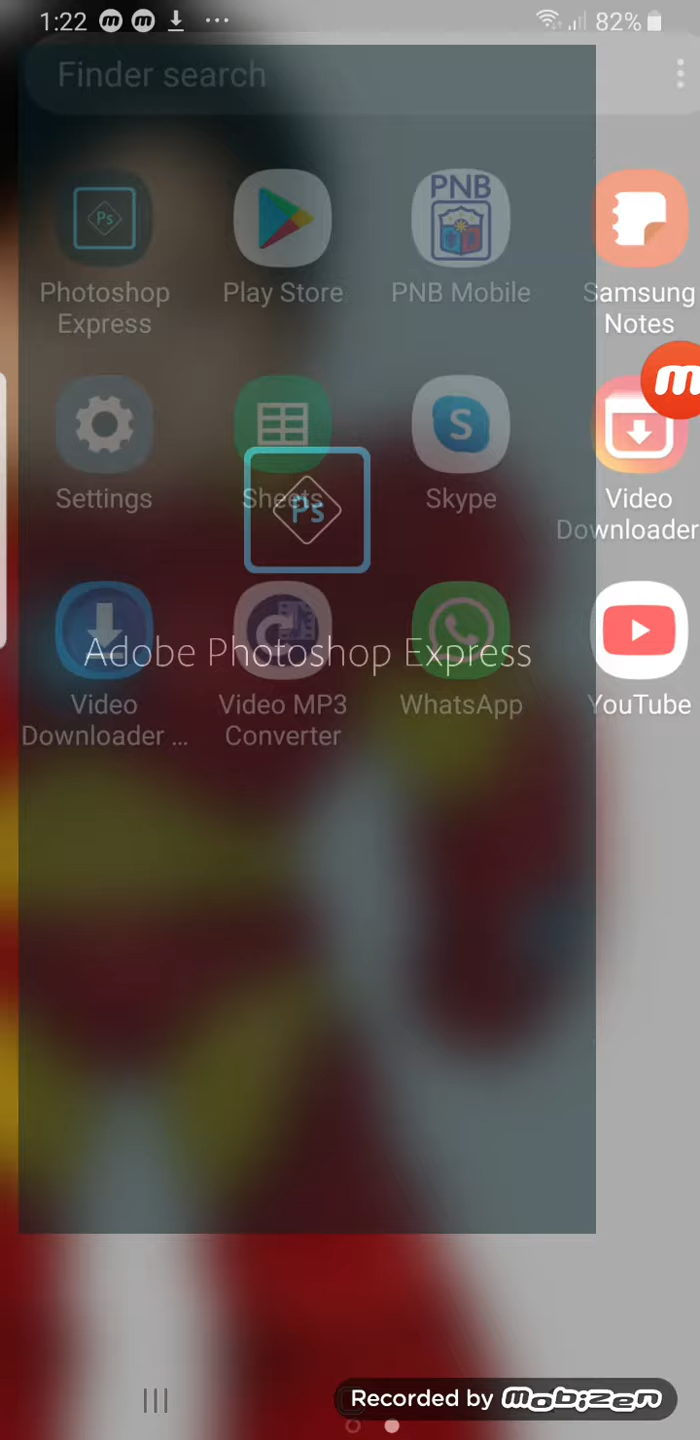 1:22
82%
Finder search
Ps
PNB
Photoshop
Express
Play Store
PNB Mobile
Samsung
Notes
S
Settings
Sheets
Skype
Video
Downloader
Ps
Adobe Photoshop Express
Video
Downloader ...
Video MP3
Converter
WhatsApp
YouTube
Recorded by mobizen